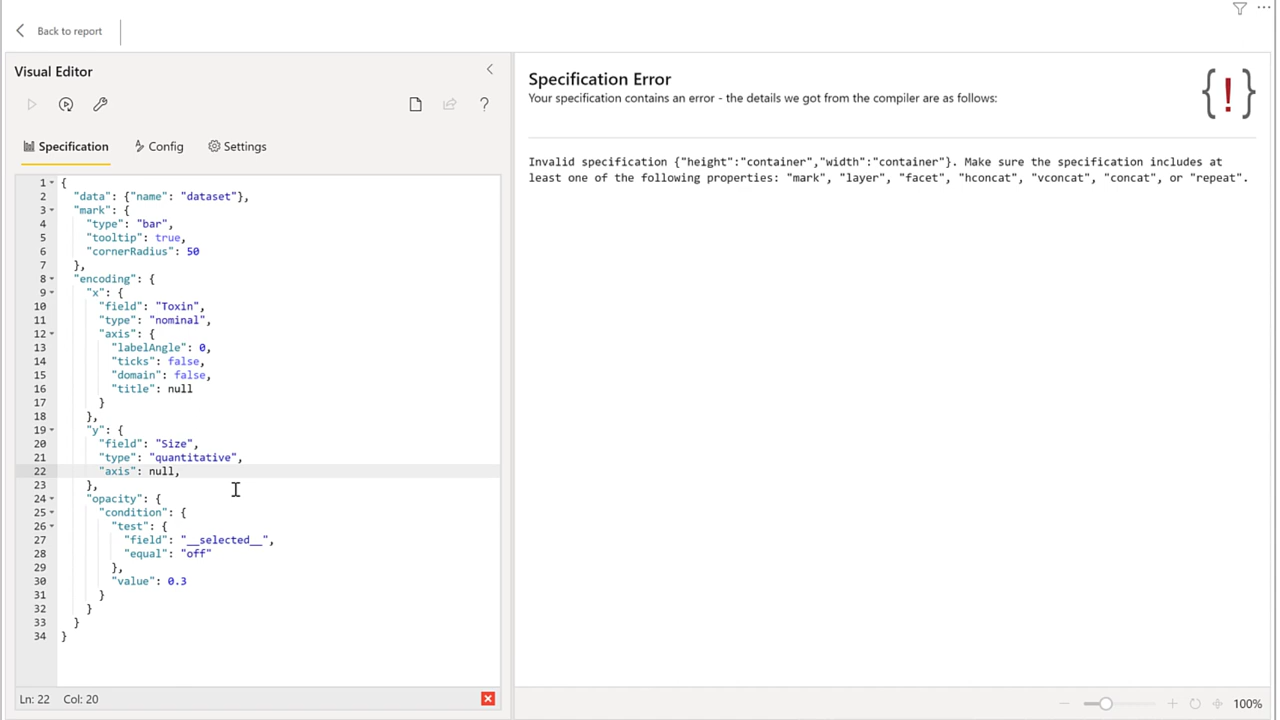 Back to report
Visual Editor
Specification
Config
Settings
1 {
2 "data": {"name": "dataset"},
3 "mark": {
4 "type": "bar",
5 "tooltip": true,
6 "cornerRadius": 50
7 },
8 "encoding": {
9 "x": {
10 "field": "Toxin",
11 "type": "nominal",
12 "axis": {
13 "labelAngle": 0,
14 "ticks": false,
15 "domain": false,
16 "title": null
17 }
18 },
19 "y": {
20 "field": "Size",
21 "type": "quantitative",
22 "axis": null,
23 },
24 "opacity": {
25 "condition": {
26 "test": {
27 "field": "__selected__",
28 "equal": "off"
29 },
30 "value": 0.3
31 }
32 }
33 }
34 }
Ln: 22 Col: 20
Specification Error
Your specification contains an error - the details we got from the compiler are as follows:
{!}
Invalid specification {"height":"container","width":"container"}. Make sure the specification includes at
least one of the following properties: "mark", "layer", "facet", "hconcat", "vconcat", "concat", or "repeat".
100%